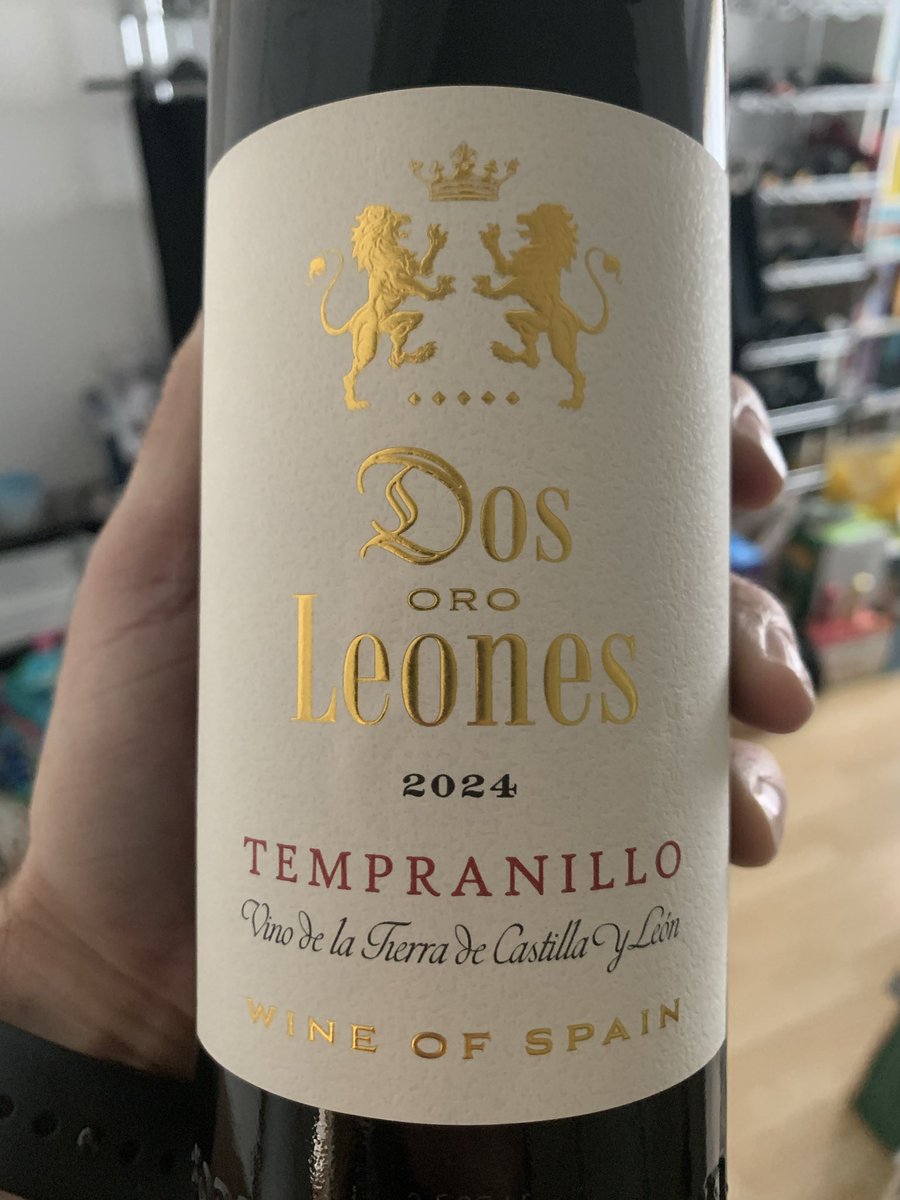 Dos
ORO
Leones
2024
TEMPRANILLO
Vino de la Tierra de Castilla y León
WINE OF SPAIN